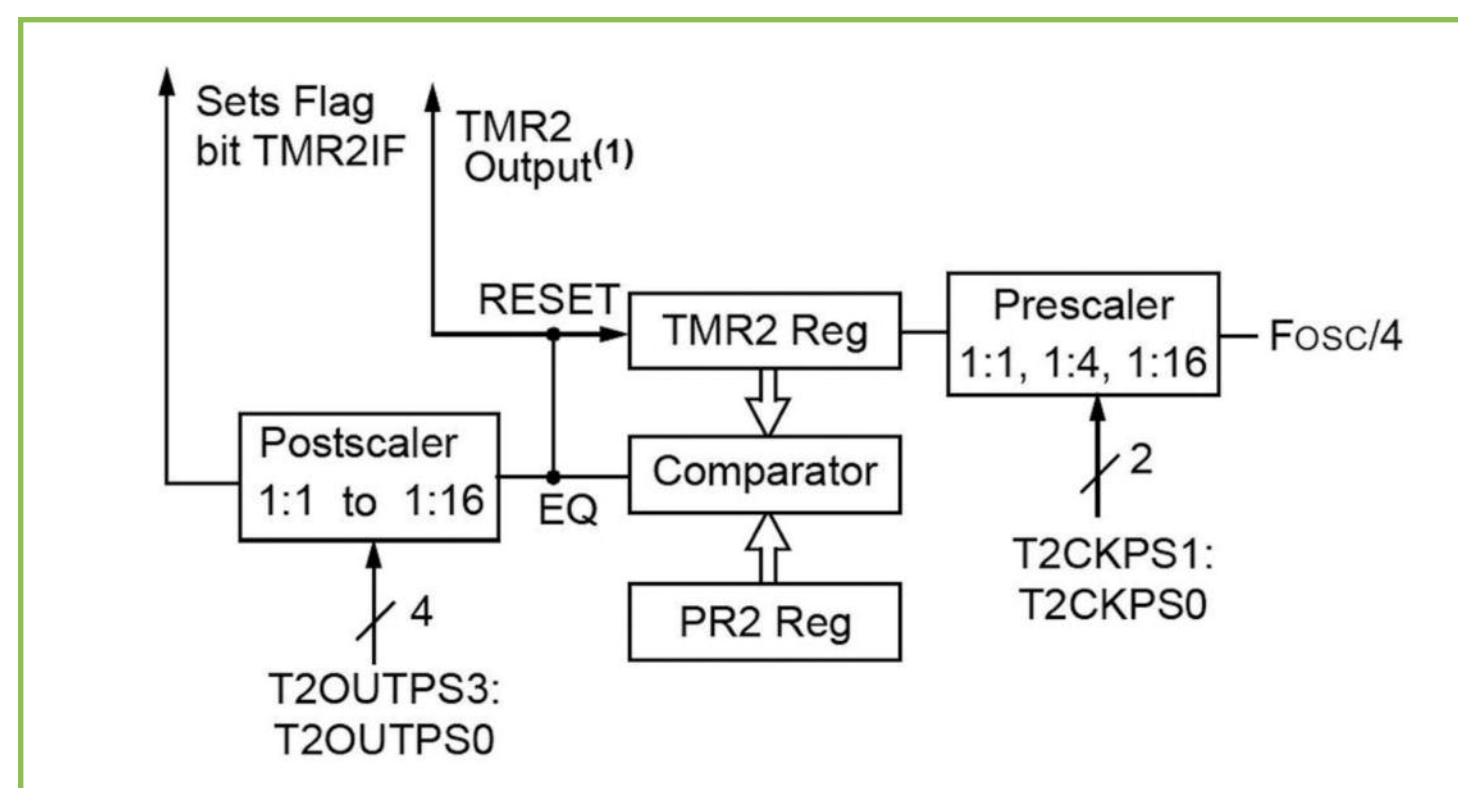 Sets Flag
bit TMR2IF
TMR2
Output(1)
RESET
TMR2 Reg
Prescaler
1:1, 1:4, 1:16
FOSC/4
Postscaler
1:1 to 1:16
EQ
Comparator
2
T2CKPS1:
T2CKPS0
4
PR2 Reg
T2OUTPS3:
T2OUTPS0